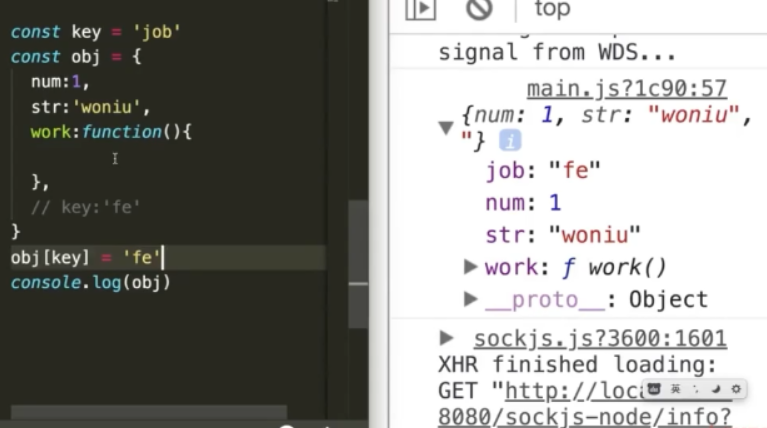 const key = 'job'
const obj = {
num:1,
str:'woniu',
work:function(){
},
// key:'fe'
}
obj[key] = 'fe'
console.log(obj)
top
signal from WDS...
main.js?1c90:57
{num: 1, str: "woniu",
"} i
job: "fe"
num: 1
str: "woniu"
work: ƒ work()
__proto__: Object
sockjs.js?3600:1601
XHR finished loading:
GET "http://loca
英
8080/sockjs-node/info?